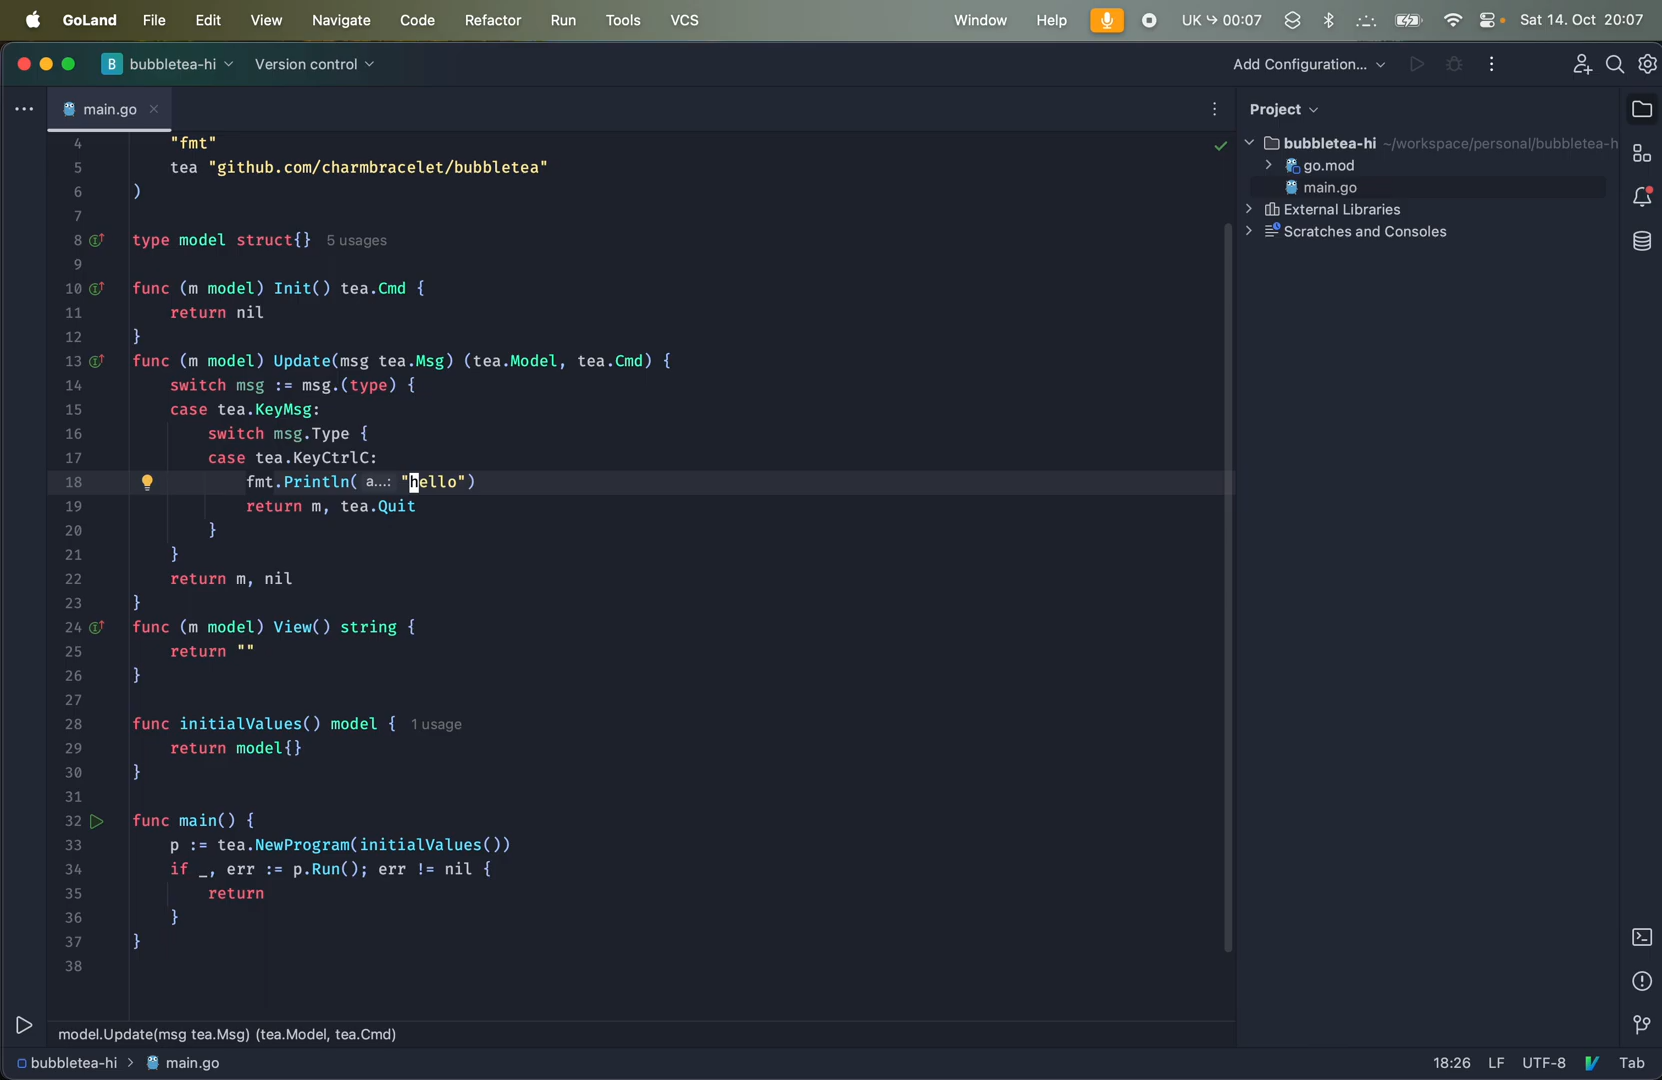 GoLand File Edit View Navigate Code Refactor Run Tools VCS Window Help UK ↪ 00:07 Sat 14. Oct 20:07
B bubbletea-hi Version control Add Configuration...
main.go Project
4 "fmt"
5 tea "github.com/charmbracelet/bubbletea"
6 )
7
8 type model struct{} 5 usages
9
10 func (m model) Init() tea.Cmd {
11 return nil
12 }
13 func (m model) Update(msg tea.Msg) (tea.Model, tea.Cmd) {
14 switch msg := msg.(type) {
15 case tea.KeyMsg:
16 switch msg.Type {
17 case tea.KeyCtrlC:
18 fmt.Println( a...: "hello")
19 return m, tea.Quit
20 }
21 }
22 return m, nil
23 }
24 func (m model) View() string {
25 return ""
26 }
27
28 func initialValues() model { 1 usage
29 return model{}
30 }
31
32 func main() {
33 p := tea.NewProgram(initialValues())
34 if _, err := p.Run(); err != nil {
35 return
36 }
37 }
38
bubbletea-hi ~/workspace/personal/bubbletea-h
go.mod
main.go
External Libraries
Scratches and Consoles
model.Update(msg tea.Msg) (tea.Model, tea.Cmd)
bubbletea-hi > main.go 18:26 LF UTF-8 Tab